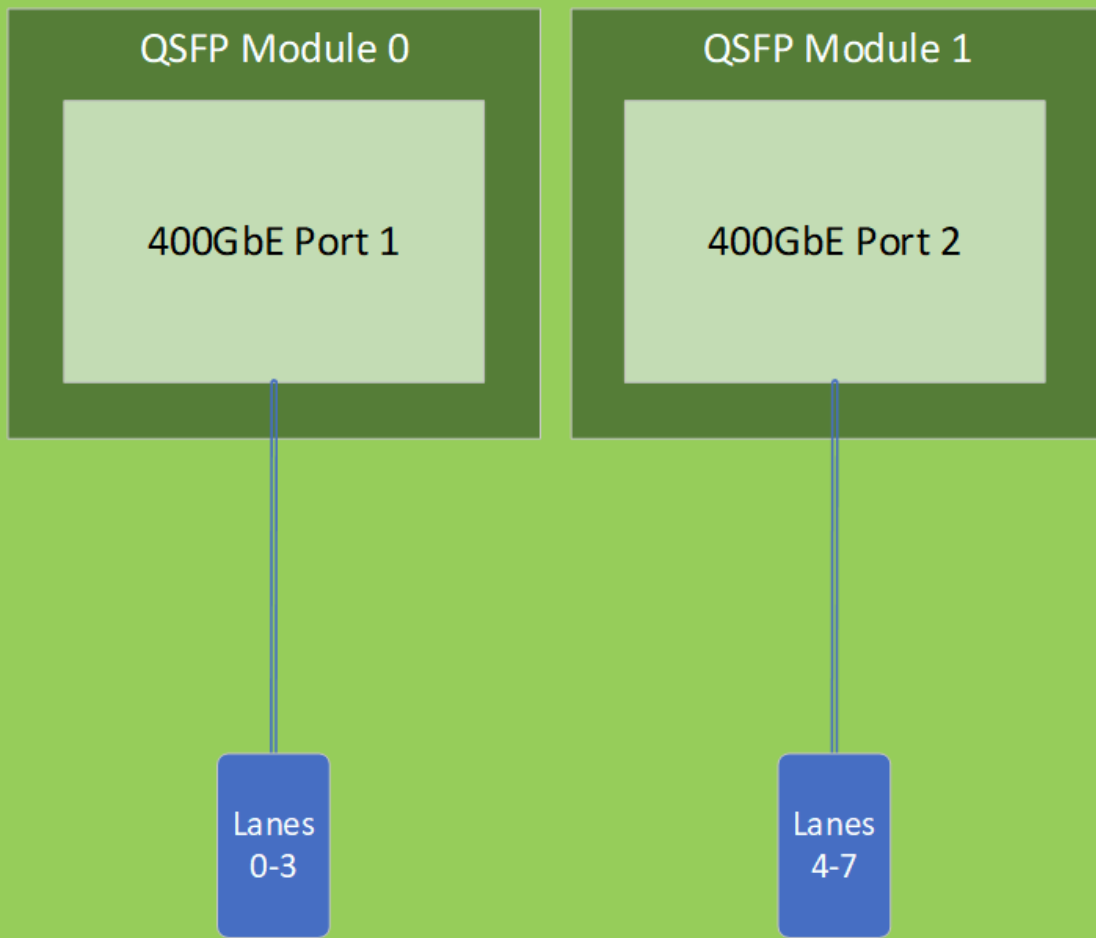 QSFP Module 0
QSFP Module 1
400GbE Port 1
400GbE Port 2
Lanes
0-3
Lanes
4-7